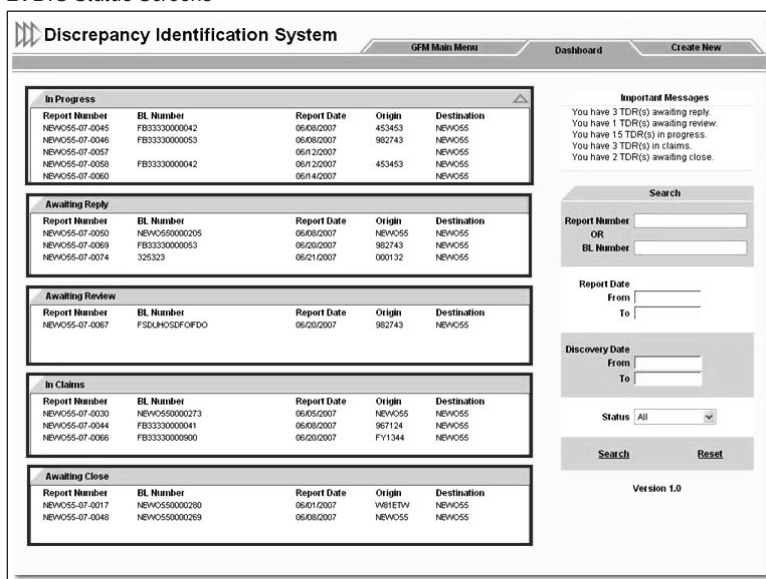 Discrepancy Identification System
GFM Main Menu
Dashboard
Create New
In Progress
Report Number BL Number Report Date Origin Destination
NEWO55-07-0045 FB33330000042 06/08/2007 453453 NEWO55
NEWO55-07-0046 FB33330000053 06/08/2007 982743 NEWO55
NEWO55-07-0057 06/12/2007 NEWO55
NEWO55-07-0058 FB33330000042 06/12/2007 453453 NEWO55
NEWO55-07-0060 06/14/2007 NEWO55
Awaiting Reply
Report Number BL Number Report Date Origin Destination
NEWO55-07-0050 NEWO550000205 06/08/2007 NEWO55 NEWO55
NEWO55-07-0069 FB33330000053 06/20/2007 982743 NEWO55
NEWO55-07-0074 325323 06/21/2007 000132 NEWO55
Awaiting Review
Report Number BL Number Report Date Origin Destination
NEWO55-07-0067 FSDUHOSDFOIFDO 06/20/2007 982743 NEWO55
In Claims
Report Number BL Number Report Date Origin Destination
NEWO55-07-0030 NEWO550000273 06/05/2007 NEWO55 NEWO55
NEWO55-07-0044 FB33330000041 06/08/2007 967124 NEWO55
NEWO55-07-0066 FB33330000900 06/20/2007 FY1344 NEWO55
Awaiting Close
Report Number BL Number Report Date Origin Destination
NEWO55-07-0017 NEWO550000280 06/01/2007 W81ETW NEWO55
NEWO55-07-0048 NEWO550000269 06/08/2007 NEWO55 NEWO55
Important Messages
You have 3 TDR(s) awaiting reply.
You have 1 TDR(s) awaiting review.
You have 15 TDR(s) in progress.
You have 3 TDR(s) in claims.
You have 2 TDR(s) awaiting close.
Search
Report Number
OR
BL Number
Report Date
From
To
Discovery Date
From
To
Status All
Search Reset
Version 1.0